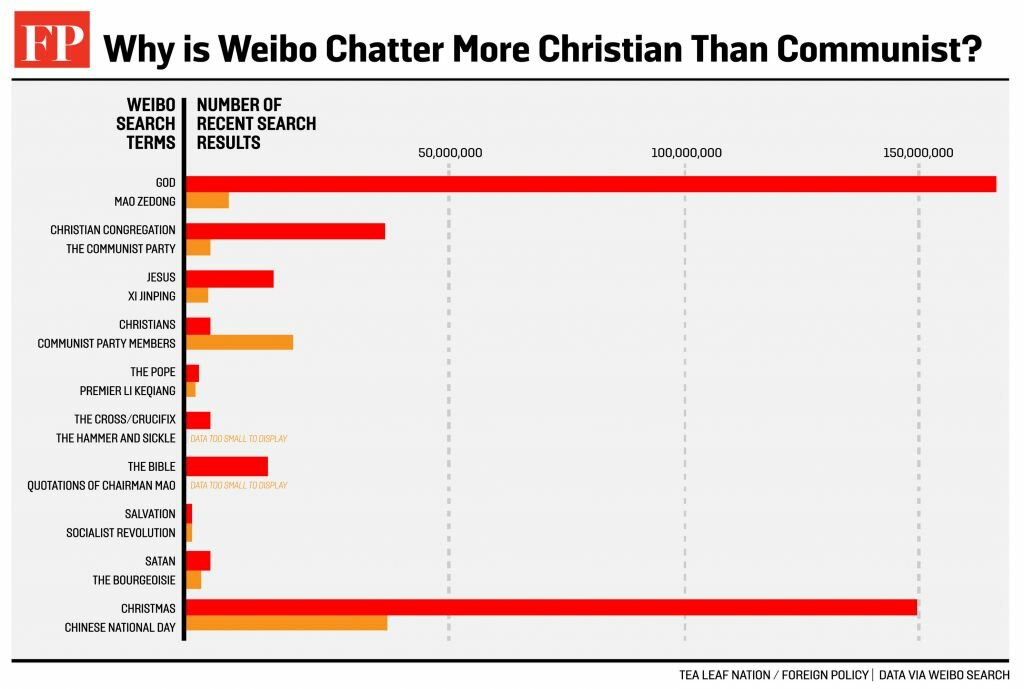 FP Why is Weibo Chatter More Christian Than Communist?
WEIBO
SEARCH
TERMS
NUMBER OF
RECENT SEARCH
RESULTS
50,000,000 100,000,000 150,000,000
GOD
MAO ZEDONG
CHRISTIAN CONGREGATION
THE COMMUNIST PARTY
JESUS
XI JINPING
CHRISTIANS
COMMUNIST PARTY MEMBERS
THE POPE
PREMIER LI KEQIANG
THE CROSS/CRUCIFIX
THE HAMMER AND SICKLE DATA TOO SMALL TO DISPLAY
THE BIBLE
QUOTATIONS OF CHAIRMAN MAO DATA TOO SMALL TO DISPLAY
SALVATION
SOCIALIST REVOLUTION
SATAN
THE BOURGEOISIE
CHRISTMAS
CHINESE NATIONAL DAY
TEA LEAF NATION / FOREIGN POLICY | DATA VIA WEIBO SEARCH